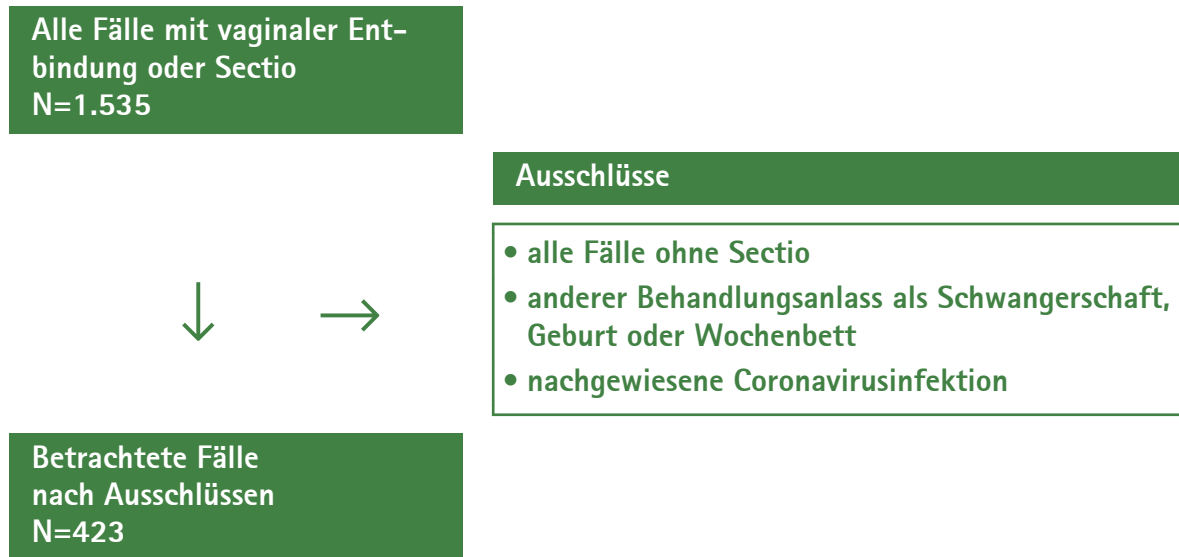 Alle Fälle mit vaginaler Ent-
bindung oder Sectio
N=1.535
Ausschlüsse
• alle Fälle ohne Sectio
• anderer Behandlungsanlass als Schwangerschaft,
Geburt oder Wochenbett
• nachgewiesene Coronavirusinfektion
Betrachtete Fälle
nach Ausschlüssen
N=423